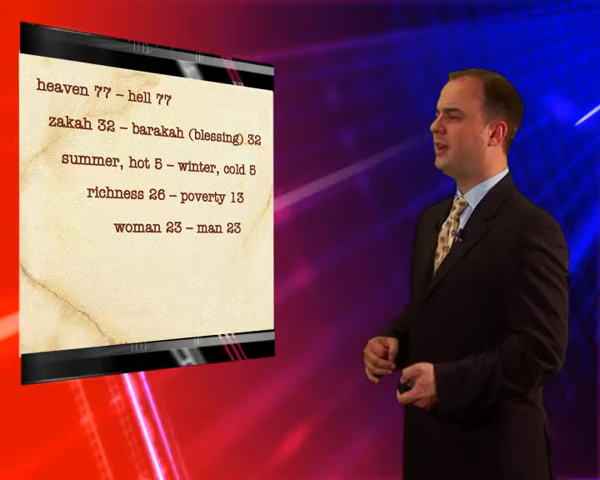 heaven 77 – hell 77
zakah 32 – barakah (blessing) 32
summer, hot 5 – winter, cold 5
richness 26 – poverty 13
woman 23 – man 23